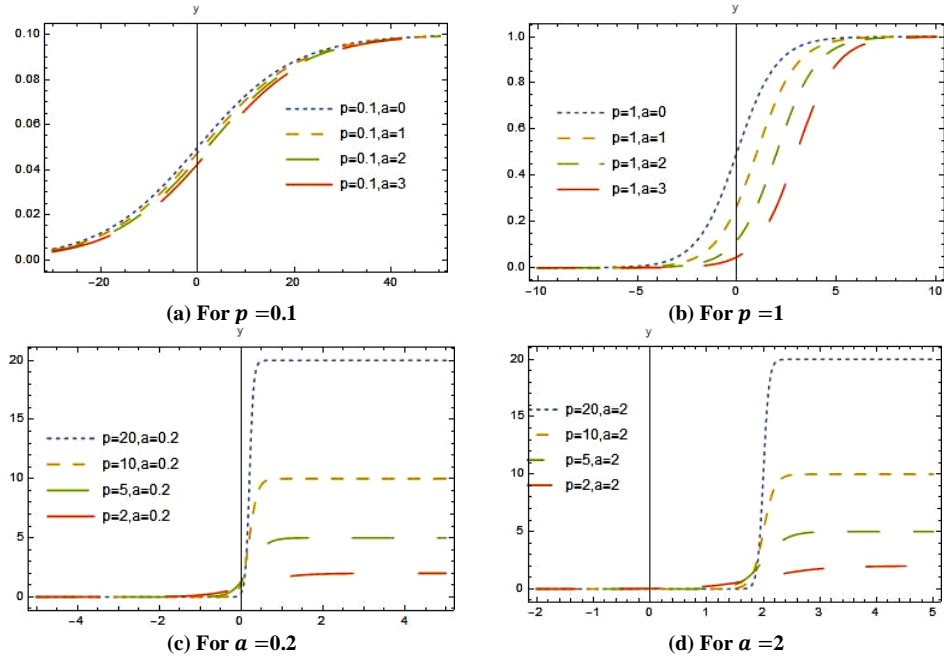 y
0.10
0.08
0.06
0.04
0.02
0.00
p=0.1,a=0
p=0.1,a=1
p=0.1,a=2
p=0.1,a=3
−20
0
20
40
(a) For p =0.1
y
1.0
0.8
0.6
0.4
0.2
0.0
p=1,a=0
p=1,a=1
p=1,a=2
p=1,a=3
−10
−5
0
5
10
(b) For p =1
y
20
15
10
5
0
p=20,a=0.2
p=10,a=0.2
p=5,a=0.2
p=2,a=0.2
−4
−2
0
2
4
(c) For a =0.2
y
20
15
10
5
0
p=20,a=2
p=10,a=2
p=5,a=2
p=2,a=2
−2
−1
0
1
2
3
4
5
(d) For a =2